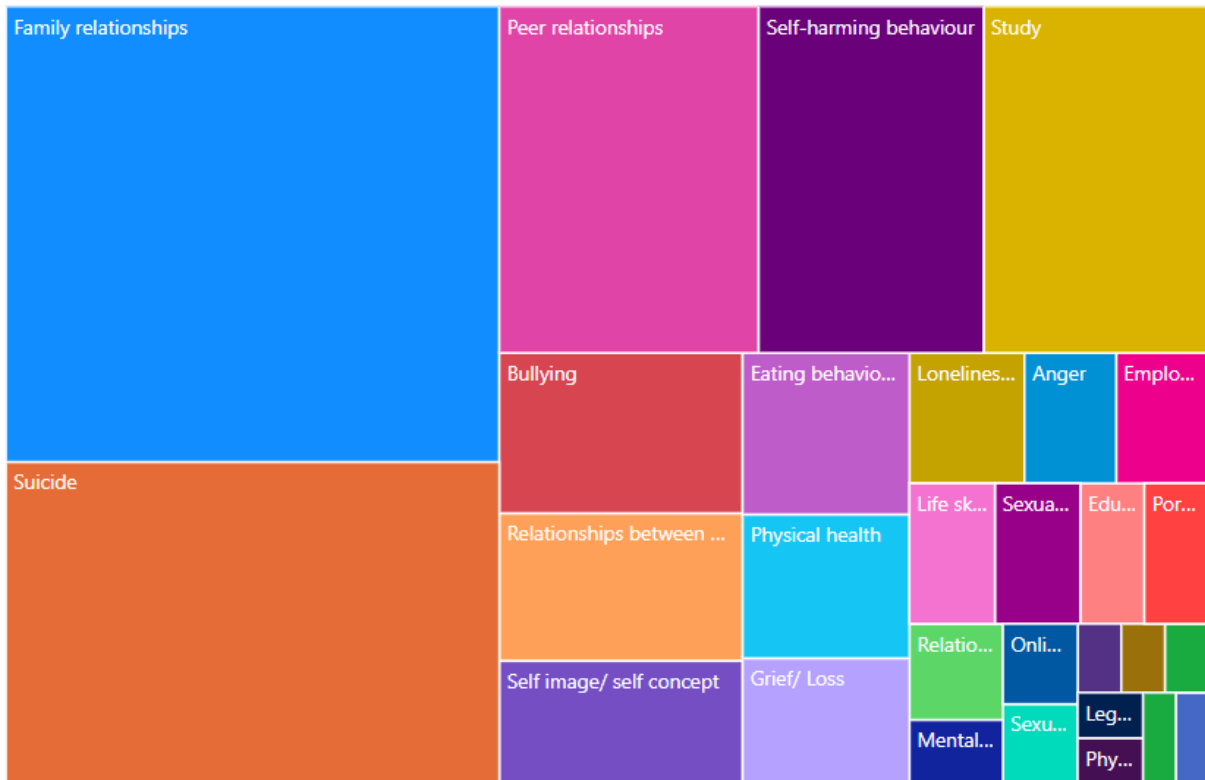 Family relationships
Peer relationships
Self-harming behaviour
Study
Suicide
Bullying
Eating behavio...
Lonelines...
Anger
Emplo...
Life sk...
Sexua...
Edu...
Por...
Relationships between ...
Physical health
Self image/ self concept
Grief/ Loss
Relatio...
Onli...
Mental...
Sexu...
Leg...
Phy...